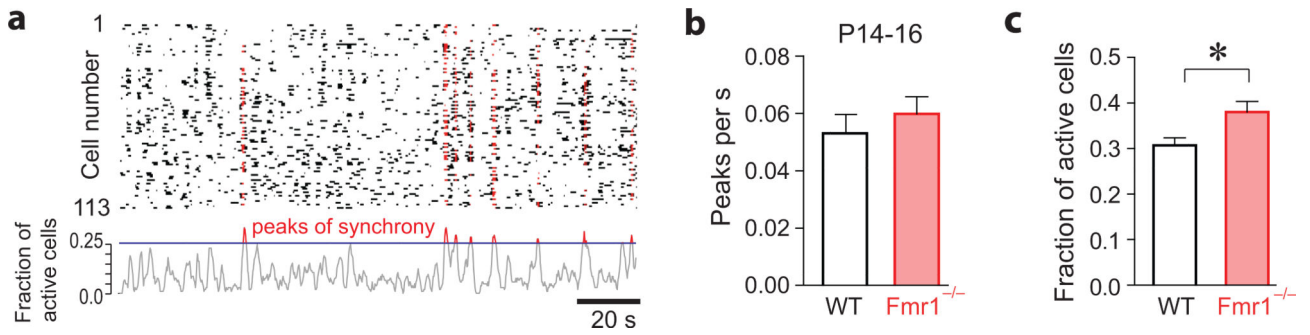 a
1
Cell number
113
peaks of synchrony
Fraction of
active cells
0.25
0.0
20 s
b
P14-16
Peaks per s
0.08
0.06
0.04
0.02
0.00
WT
Fmr1−/−
c
*
Fraction of active cells
0.5
0.4
0.3
0.2
0.1
0.0
WT
Fmr1−/−